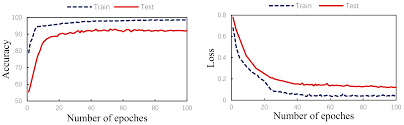 Train Test
100
90
80
70
60
50
0 20 40 60 80 100
Accuracy
Number of epoches
Train Test
0.8
0.6
0.4
0.2
0
0 20 40 60 80 100
Loss
Number of epoches